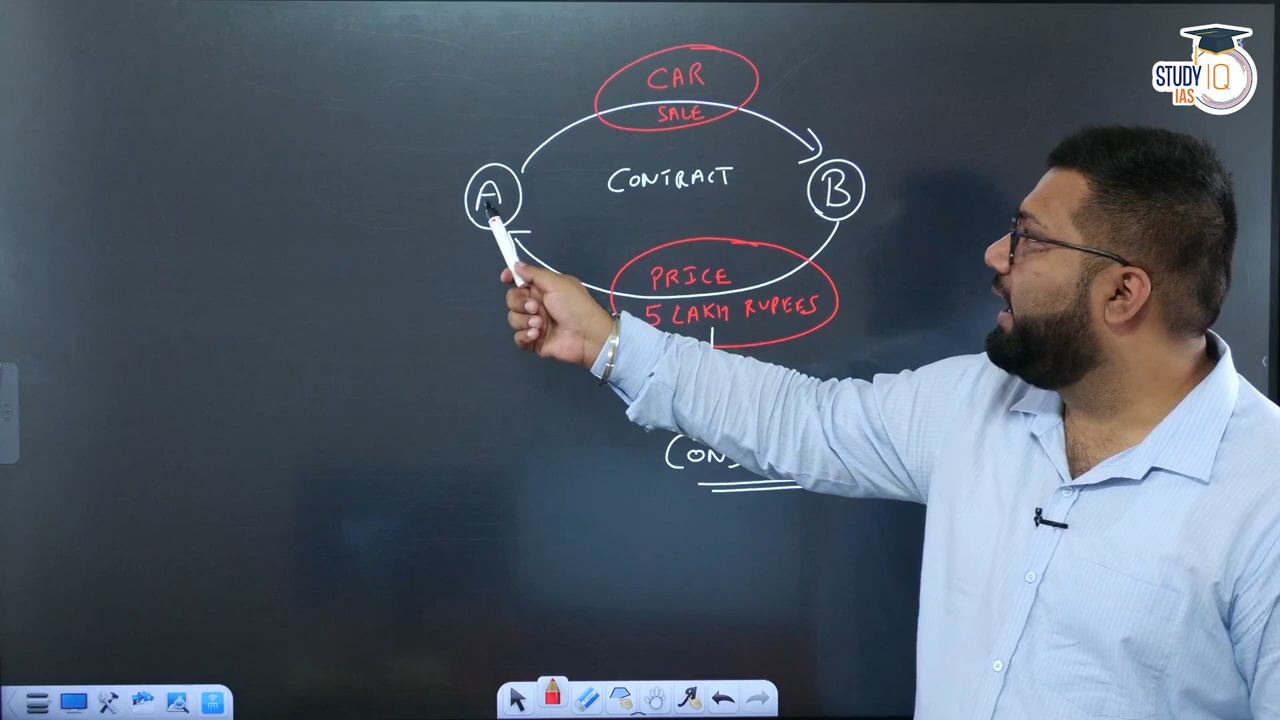 STUDY IQ
IAS
CAR
SALE
A
CONTRACT
B
PRICE
5 LAKH RUPEES